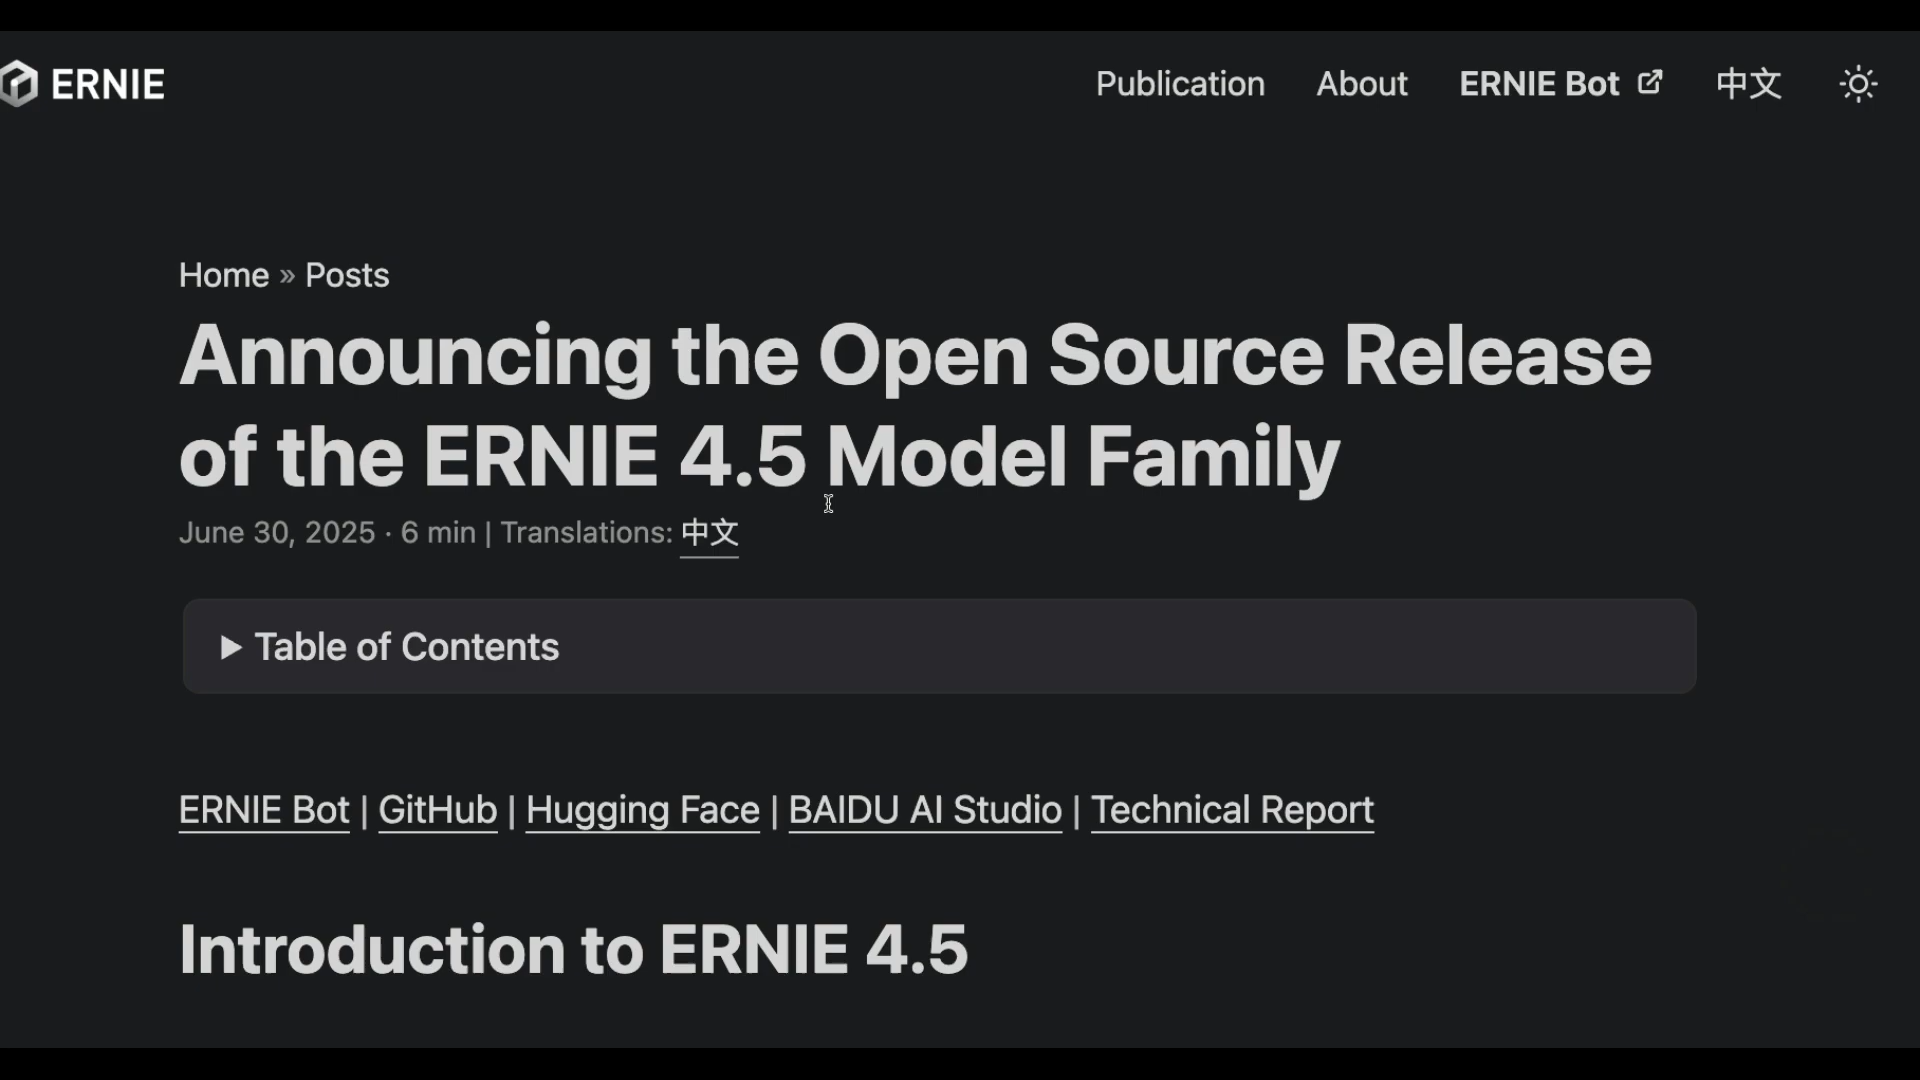 ERNIE
Publication About ERNIE Bot 中文
Home » Posts
Announcing the Open Source Release
of the ERNIE 4.5 Model Family
June 30, 2025 · 6 min | Translations: 中文
▶ Table of Contents
ERNIE Bot | GitHub | Hugging Face | BAIDU AI Studio | Technical Report
Introduction to ERNIE 4.5